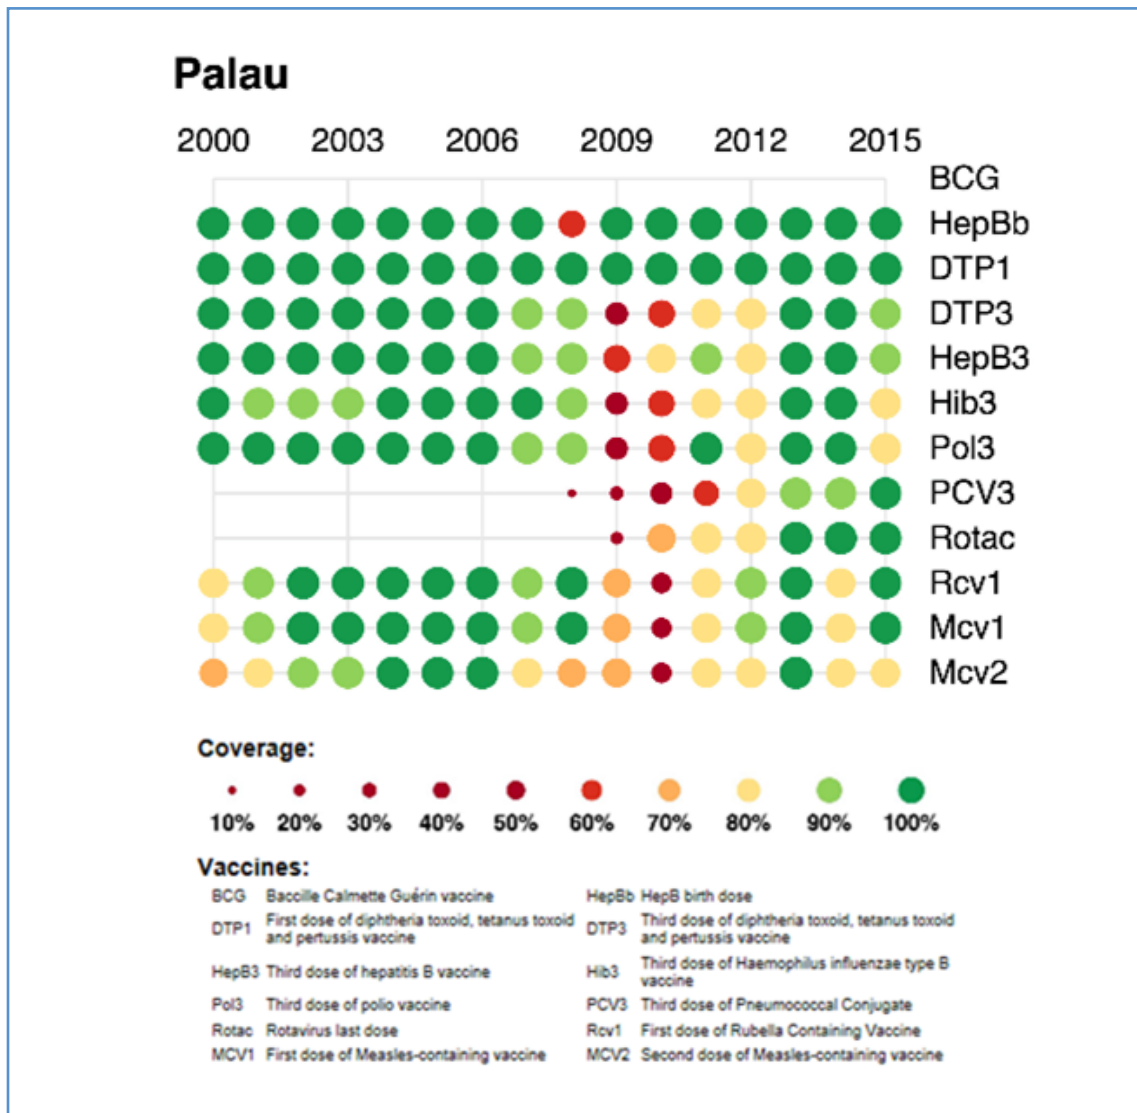 Palau
2000 2003 2006 2009 2012 2015
BCG
HepBb
DTP1
DTP3
HepB3
Hib3
Pol3
PCV3
Rotac
Rcv1
Mcv1
Mcv2
Coverage:
10% 20% 30% 40% 50% 60% 70% 80% 90% 100%
Vaccines:
BCG Baccille Calmette Guérin vaccine HepBb HepB birth dose
DTP1 First dose of diphtheria toxoid, tetanus toxoid
and pertussis vaccine
DTP3 Third dose of diphtheria toxoid, tetanus toxoid
and pertussis vaccine
HepB3 Third dose of hepatitis B vaccine
Hib3 Third dose of Haemophilus influenzae type B
vaccine
Pol3 Third dose of polio vaccine PCV3 Third dose of Pneumococcal Conjugate
Rotac Rotavirus last dose Rcv1 First dose of Rubella Containing Vaccine
MCV1 First dose of Measles-containing vaccine MCV2 Second dose of Measles-containing vaccine